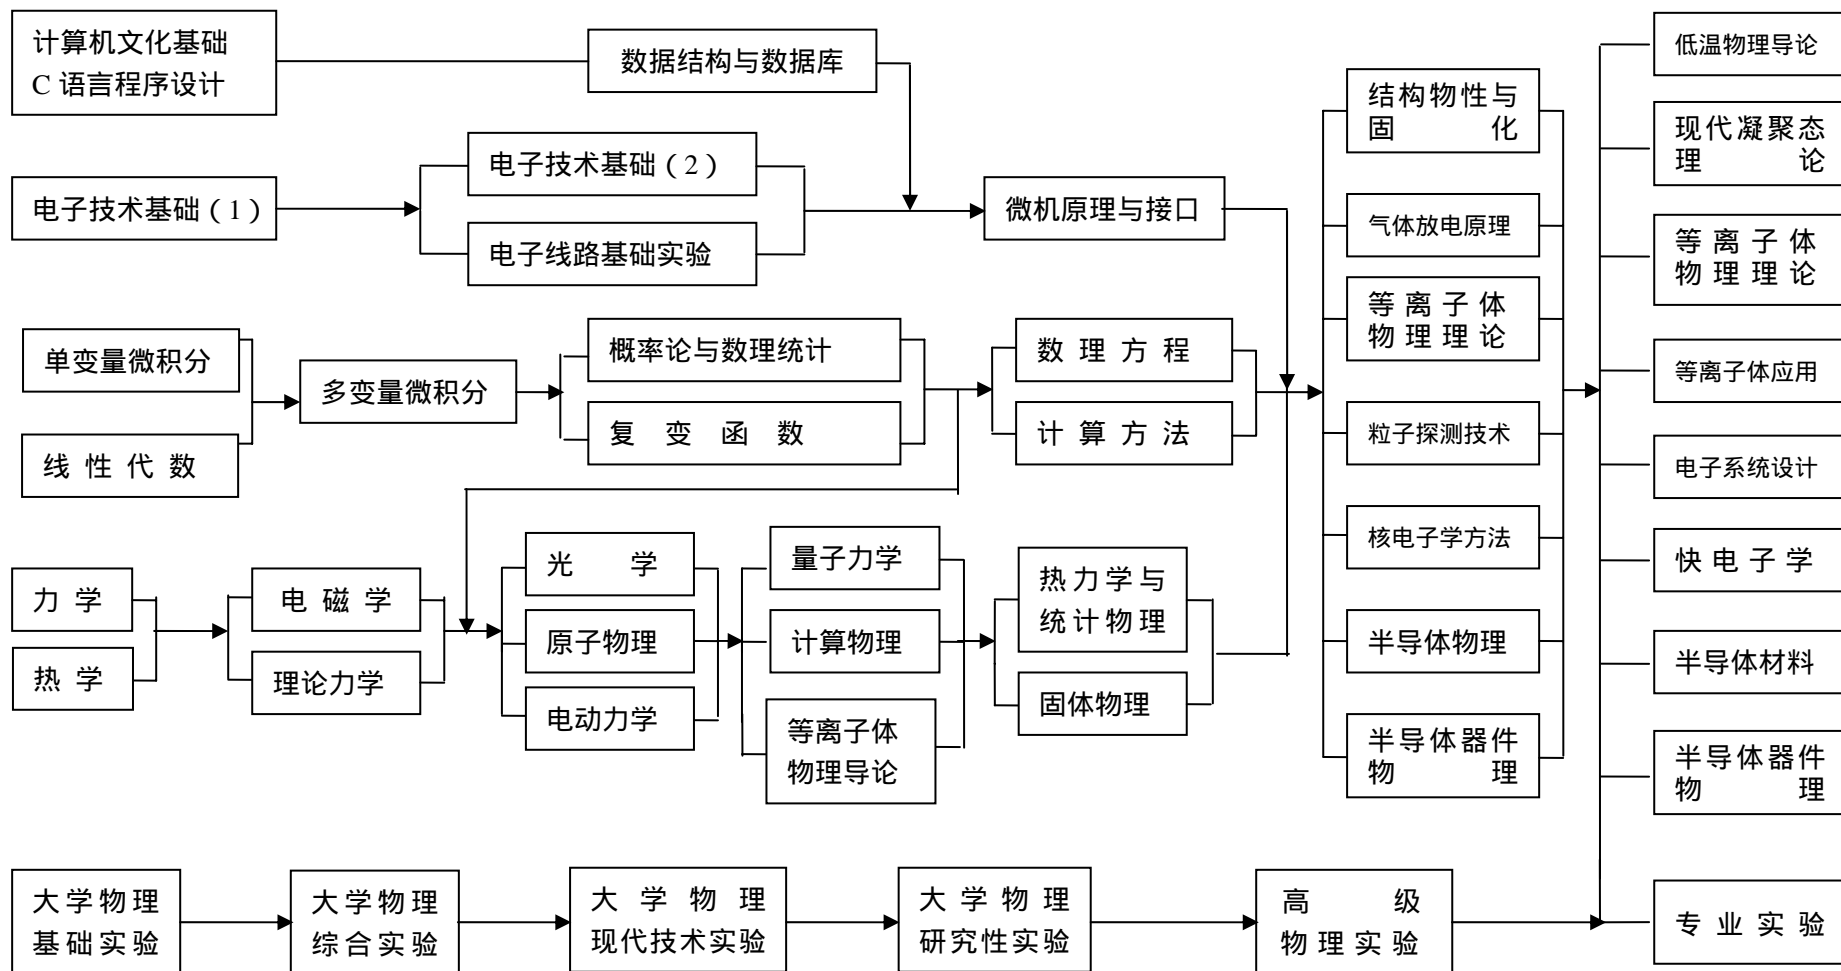 计算机文化基础
C 语言程序设计
数据结构与数据库
电子技术基础（1）
电子技术基础（2）
电子线路基础实验
微机原理与接口
单变量微积分
线性代数
多变量微积分
概率论与数理统计
复变函数
数理方程
计算方法
力学
热学
电磁学
理论力学
光学
原子物理
电动力学
量子力学
计算物理
等离子体
物理导论
热力学与
统计物理
固体物理
结构物性与
固化
气体放电原理
等离子体
物理理论
粒子探测技术
核电子学方法
半导体物理
半导体器件
物理
低温物理导论
现代凝聚态
理论
等离子体
物理理论
等离子体应用
电子系统设计
快电子学
半导体材料
半导体器件
物理
大学物理
基础实验
大学物理
综合实验
大学物理
现代技术实验
大学物理
研究性实验
高级
物理实验
专业实验